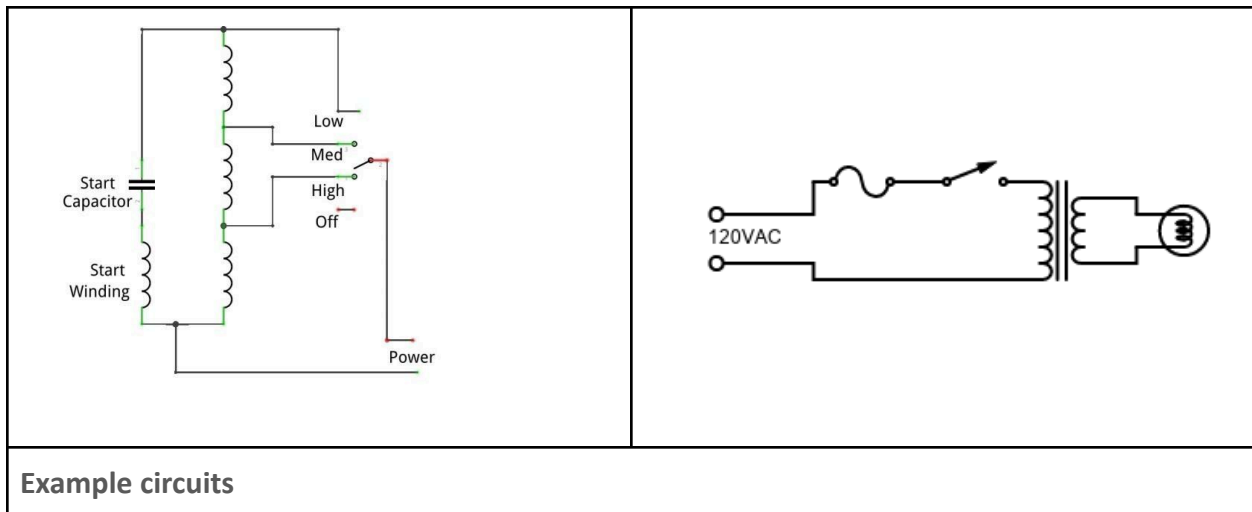 Low
Med
High
Off
Start
Capacitor
Start
Winding
Power
120VAC
Example circuits